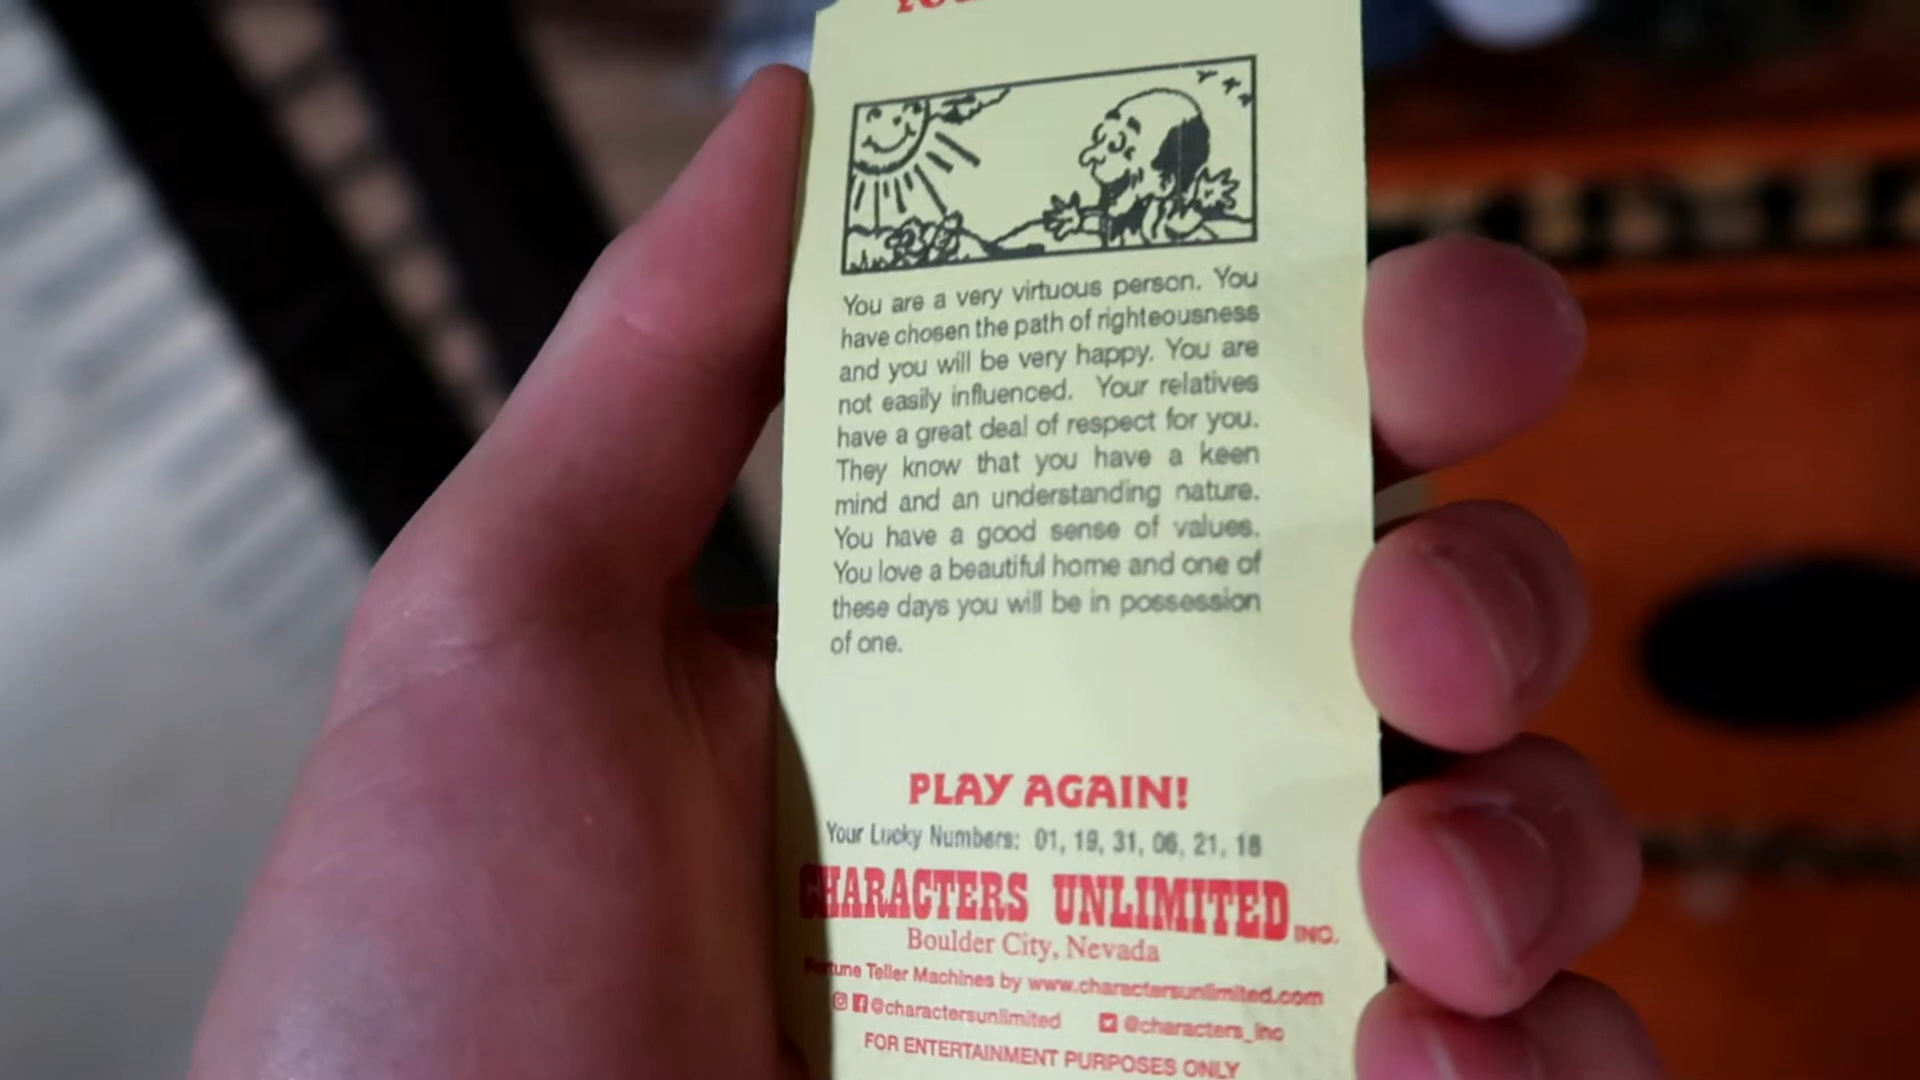 You are a very virtuous person. You
have chosen the path of righteousness
and you will be very happy. You are
not easily influenced. Your relatives
have a great deal of respect for you.
They know that you have a keen
mind and an understanding nature.
You have a good sense of values.
You love a beautiful home and one of
these days you will be in possession
of one.
PLAY AGAIN!
Your Lucky Numbers: 01, 19, 31, 06, 21, 18
CHARACTERS UNLIMITED INC.
Boulder City, Nevada
Fortune Teller Machines by www.charactersunlimited.com
@charactersunlimited @characters_inc
FOR ENTERTAINMENT PURPOSES ONLY